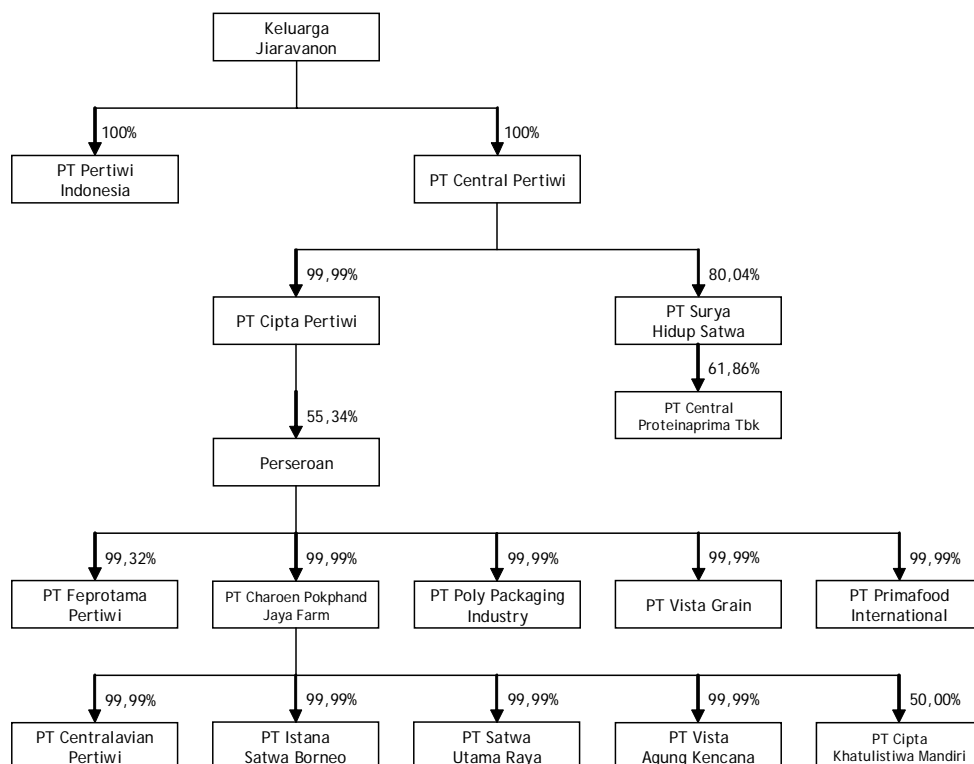 Keluarga
Jiaravanon
100%
100%
PT Pertiwi
Indonesia
PT Central Pertiwi
99,99%
80,04%
PT Cipta Pertiwi
PT Surya
Hidup Satwa
61,86%
55,34%
PT Central
Proteinaprima Tbk
Perseroan
99,32%
99,99%
99,99%
99,99%
99,99%
PT Feprotama
Pertiwi
PT Charoen Pokphand
Jaya Farm
PT Poly Packaging
Industry
PT Vista Grain
PT Primafood
International
99,99%
99,99%
99,99%
99,99%
50,00%
PT Centralavian
Pertiwi
PT Istana
Satwa Borneo
PT Satwa
Utama Raya
PT Vista
Agung Kencana
PT Cipta
Khatulistiwa Mandiri